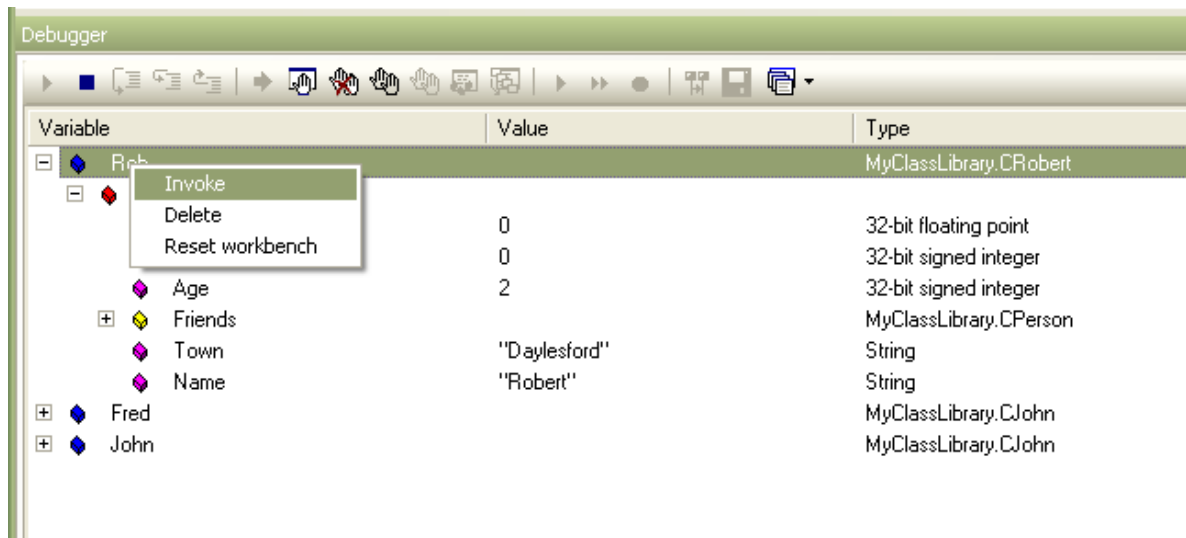 Debugger
Variable Value Type
Rob MyClassLibrary.CRobert
Invoke
Delete
0 32-bit floating point
Reset workbench
0 32-bit signed integer
Age 2 32-bit signed integer
Friends MyClassLibrary.CPerson
Town "Daylesford" String
Name "Robert" String
Fred MyClassLibrary.CJohn
John MyClassLibrary.CJohn